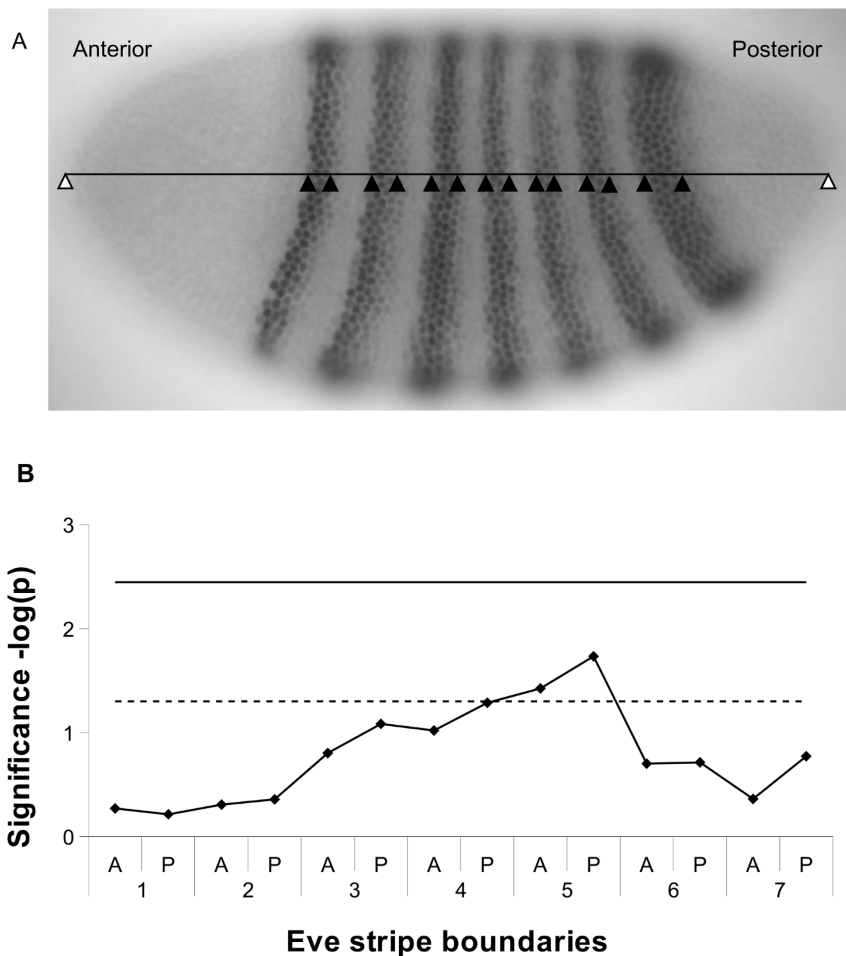 A
Anterior
Posterior
B
Significance -log(p)
3
2
1
0
A P A P A P A P A P A P A P
1 2 3 4 5 6 7
Eve stripe boundaries